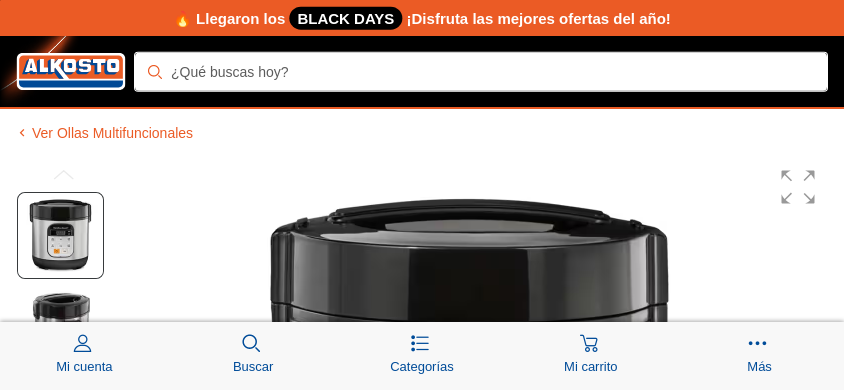 🔥 Llegaron los BLACK DAYS ¡Disfruta las mejores ofertas del año!
ALKOSTO
¿Qué buscas hoy?
Ver Ollas Multifuncionales
Mi cuenta
Buscar
Categorías
Mi carrito
Más